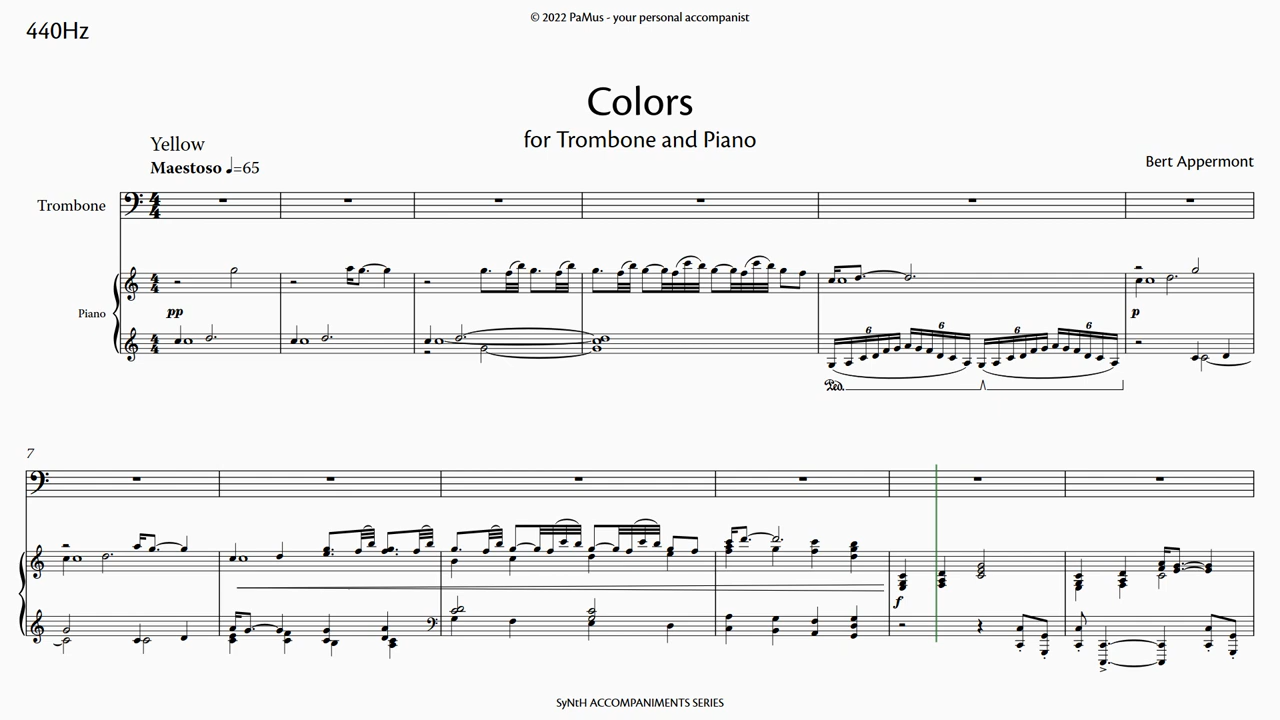 © 2022 PaMus - your personal accompanist
440Hz
Colors
for Trombone and Piano
Yellow
Maestoso ♩=65
Bert Appermont
Trombone
Piano
pp
6 6 6 6
p
Ped.
7
f
SyNtH ACCOMPANIMENTS SERIES